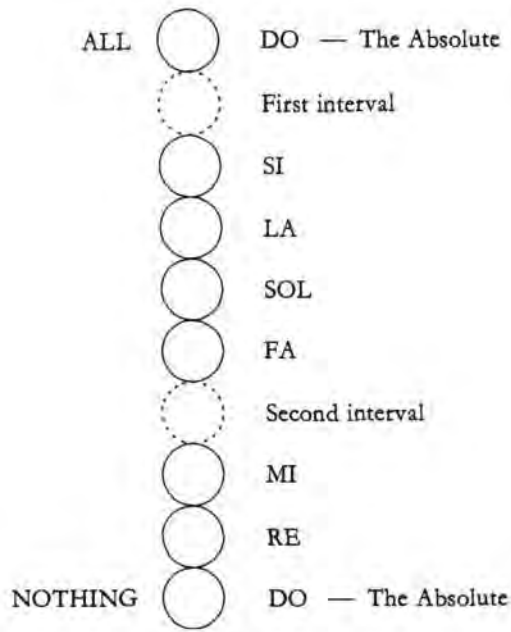 ALL DO — The Absolute
First interval
SI
LA
SOL
FA
Second interval
MI
RE
NOTHING DO — The Absolute